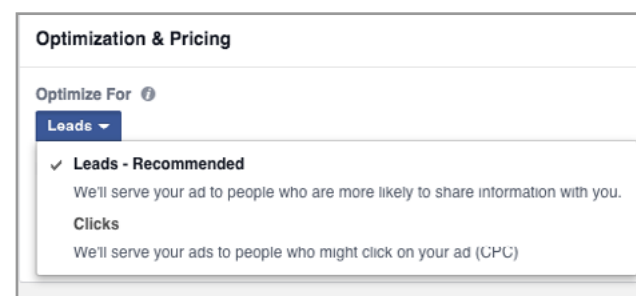 Optimization & Pricing
Optimize For
Leads
Leads - Recommended
We'll serve your ad to people who are more likely to share information with you.
Clicks
We'll serve your ads to people who might click on your ad (CPC)